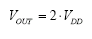 V_OUT = 2·V_DD